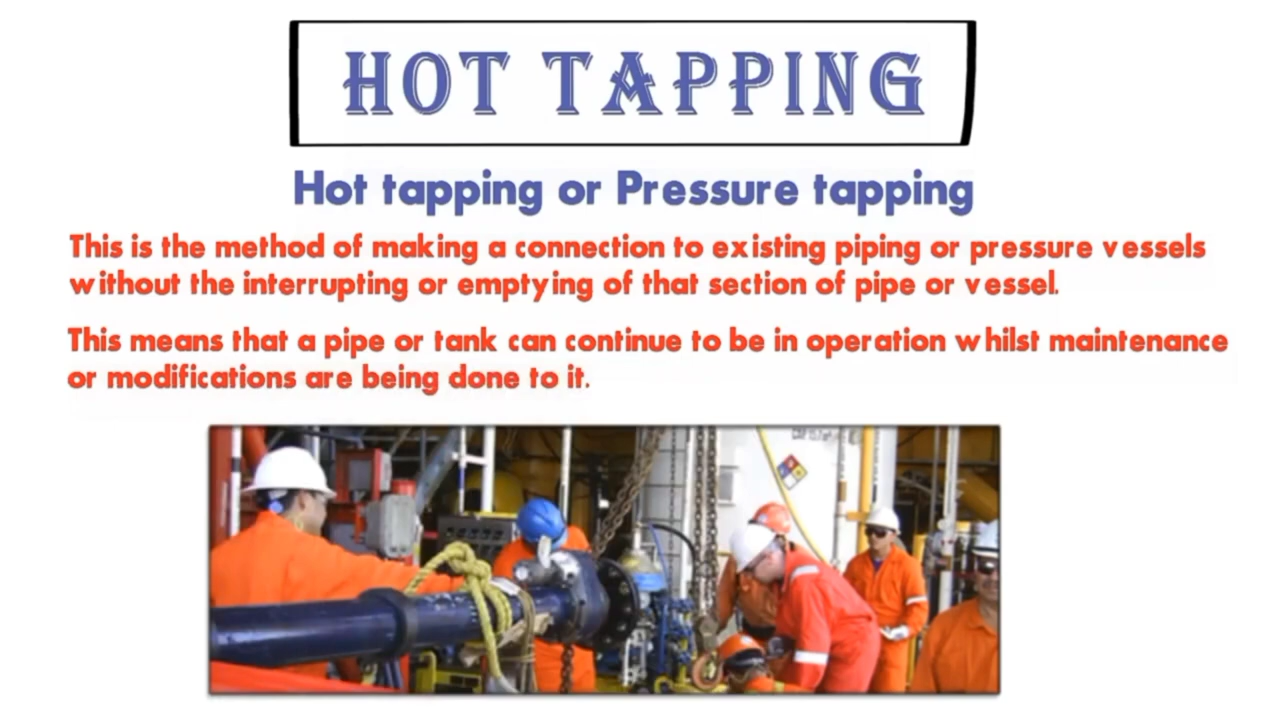 HOT TAPPING
Hot tapping or Pressure tapping
This is the method of making a connection to existing piping or pressure vessels
without the interrupting or emptying of that section of pipe or vessel.
This means that a pipe or tank can continue to be in operation whilst maintenance
or modifications are being done to it.